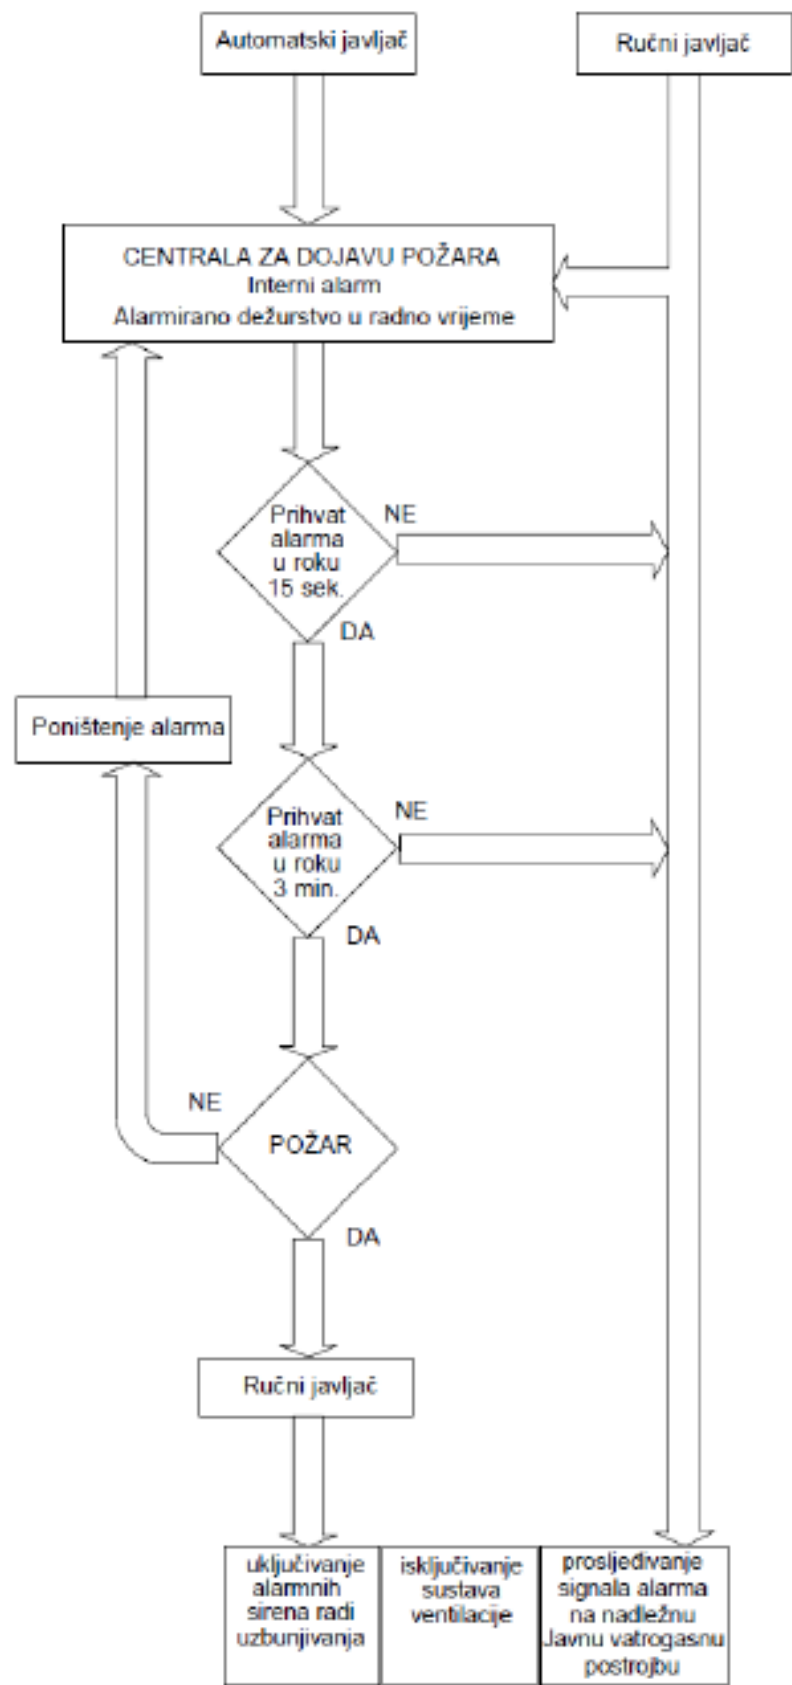 Automatski javljač
Ručni javljač
CENTRALA ZA DOJAVU POŽARA
Interni alarm
Alarmirano dežurstvo u radno vrijeme
Prihvat
alarma
u roku
15 sek.
NE
DA
Poništenje alarma
Prihvat
alarma
u roku
3 min.
NE
DA
NE
POŽAR
DA
Ručni javljač
uključivanje
alarmnih
sirena radi
uzbunjivanja
isključivanje
sustava
ventilacije
prosljeđivanje
signala alarma
na nadležnu
Javnu vatrogasnu
postrojbu